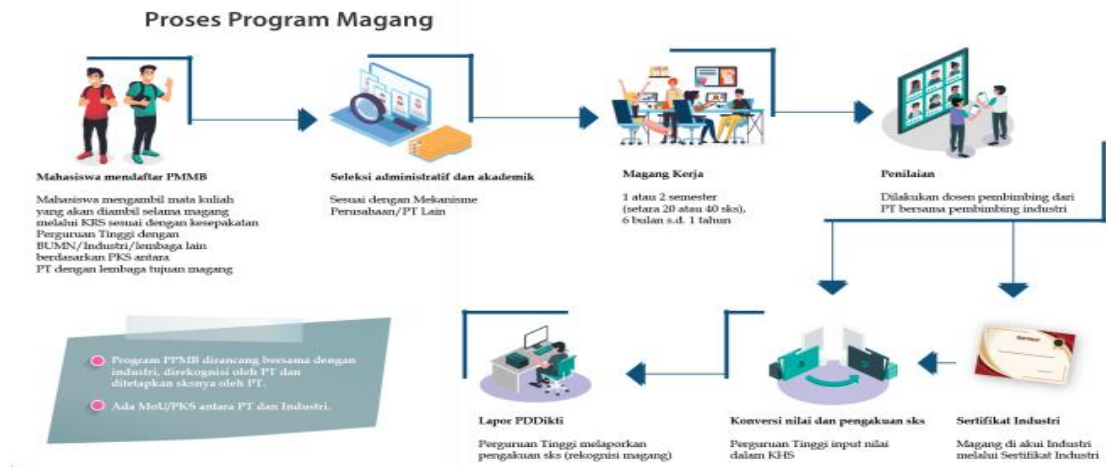 Proses Program Magang
Mahasiswa mendaftar PMMB
Mahasiswa mengambil mata kuliah
yang akan diambil selama magang
melalui KRS sesuai dengan kesepakatan
Perguruan Tinggi dengan
BUMN/Industri/lembaga lain
berdasarkan PKS antara
PT dengan lembaga tujuan magang
Seleksi administratif dan akademik
Sesuai dengan Mekanisme
Perusahaan/PT Lain
Magang Kerja
1 atau 2 semester
(setara 20 atau 40 sks),
6 bulan s.d. 1 tahun
Penilaian
Dilakukan dosen pembimbing dari
PT bersama pembimbing industri
Program PPMB dirancang bersama dengan
industri, direkognisi oleh PT dan
ditetapkan sksnya oleh PT.
Ada MoU/PKS antara PT dan Industri.
Lapor PDDikti
Perguruan Tinggi melaporkan
pengakuan sks (rekognisi magang)
Konversi nilai dan pengakuan sks
Perguruan Tinggi input nilai
dalam KHS
Sertifikat Industri
Magang di akui Industri
melalui Sertifikat Industri